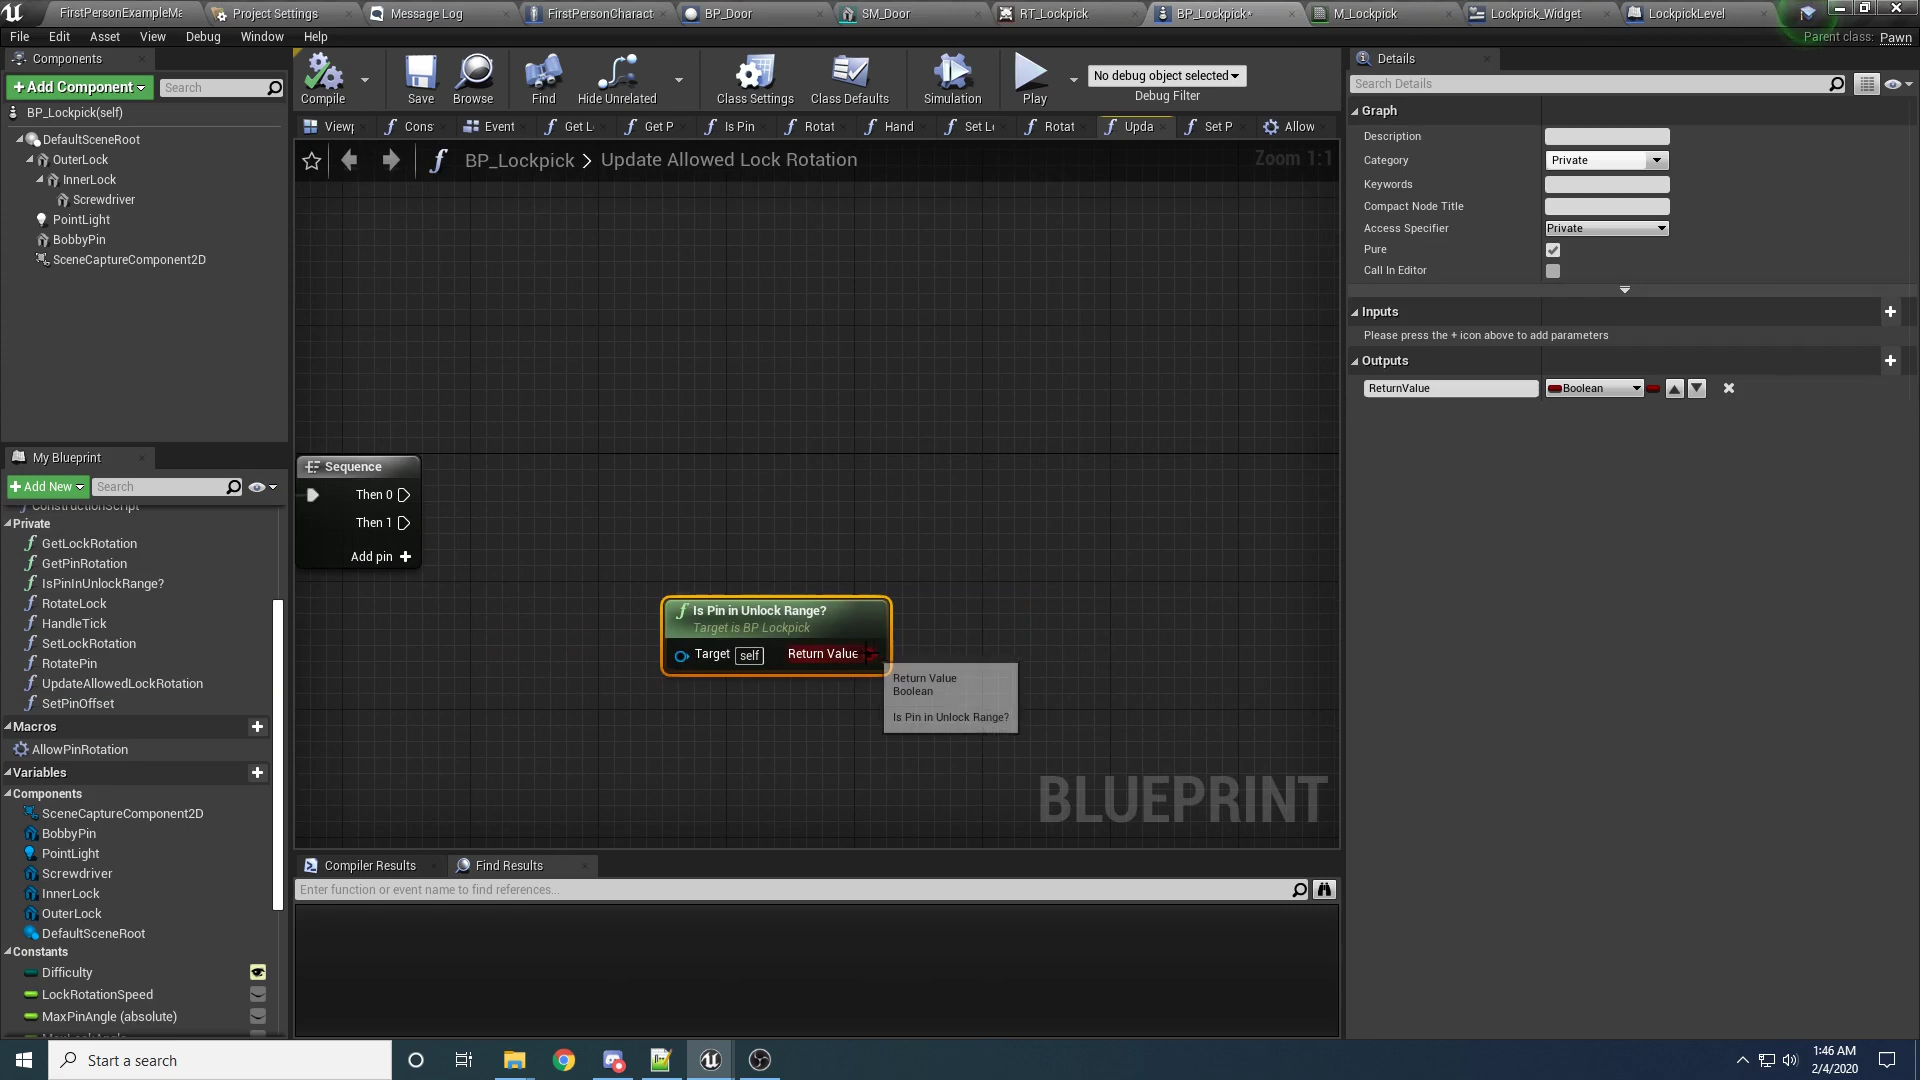 FirstPersonExampleMa
Project Settings
Message Log
FirstPersonCharact
BP_Door
SM_Door
RT_Lockpick
BP_Lockpick*
M_Lockpick
Lockpick_Widget
LockpickLevel
File Edit Asset View Debug Window Help
Parent class: Pawn
Components
+Add Component
Search
BP_Lockpick(self)
DefaultSceneRoot
OuterLock
InnerLock
Screwdriver
PointLight
BobbyPin
SceneCaptureComponent2D
Compile
Save
Browse
Find
Hide Unrelated
Class Settings
Class Defaults
Simulation
Play
No debug object selected
Debug Filter
Viewp
Cons
Event
Get L
Get P
Is Pin
Rotat
Hand
Set L
Rotat
Upda
Set P
Allow
BP_Lockpick > Update Allowed Lock Rotation
Zoom 1:1
Sequence
Then 0
Then 1
Add pin +
Is Pin in Unlock Range?
Target is BP Lockpick
Target self Return Value
Return Value
Boolean
Is Pin in Unlock Range?
BLUEPRINT
My Blueprint
+Add New
Search
ConstructionScript
Private
GetLockRotation
GetPinRotation
IsPinInUnlockRange?
RotateLock
HandleTick
SetLockRotation
RotatePin
UpdateAllowedLockRotation
SetPinOffset
Macros
AllowPinRotation
Variables
Components
SceneCaptureComponent2D
BobbyPin
PointLight
Screwdriver
InnerLock
OuterLock
DefaultSceneRoot
Constants
Difficulty
LockRotationSpeed
MaxPinAngle (absolute)
Compiler Results
Find Results
Enter function or event name to find references...
Details
Search Details
Graph
Description
Category Private
Keywords
Compact Node Title
Access Specifier Private
Pure
Call In Editor
Inputs
Please press the + icon above to add parameters
Outputs
ReturnValue Boolean
Start a search
1:46 AM
2/4/2020